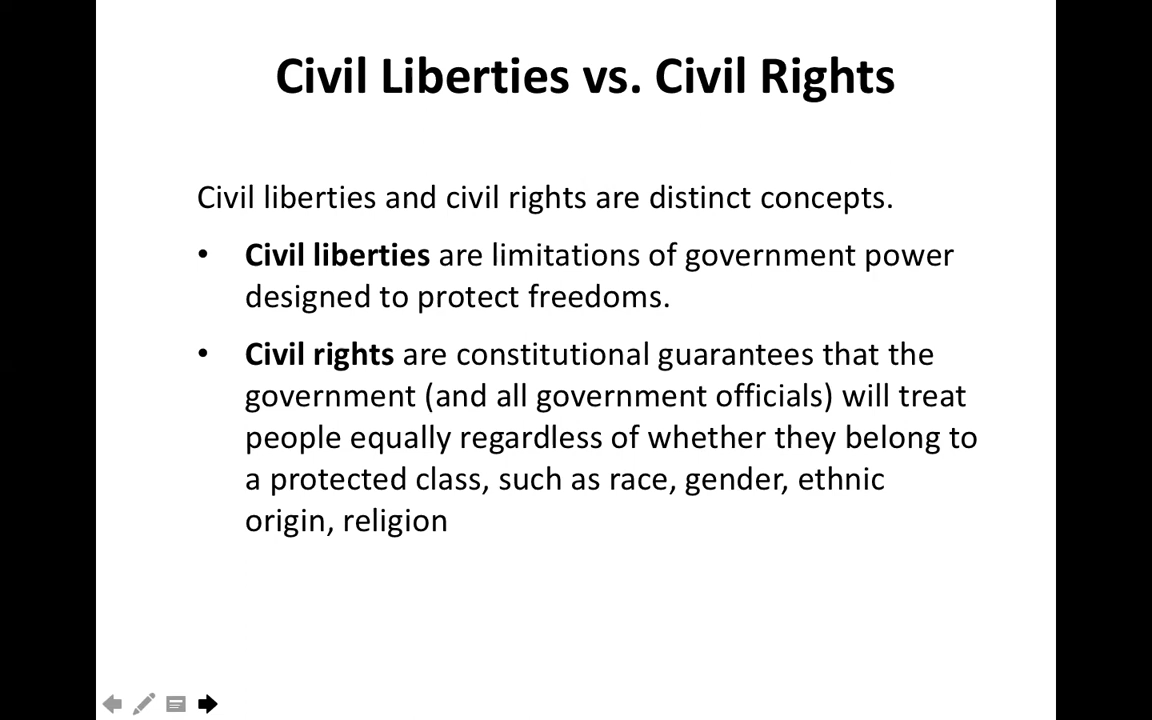 Civil Liberties vs. Civil Rights
Civil liberties and civil rights are distinct concepts.
• Civil liberties are limitations of government power
designed to protect freedoms.
• Civil rights are constitutional guarantees that the
government (and all government officials) will treat
people equally regardless of whether they belong to
a protected class, such as race, gender, ethnic
origin, religion